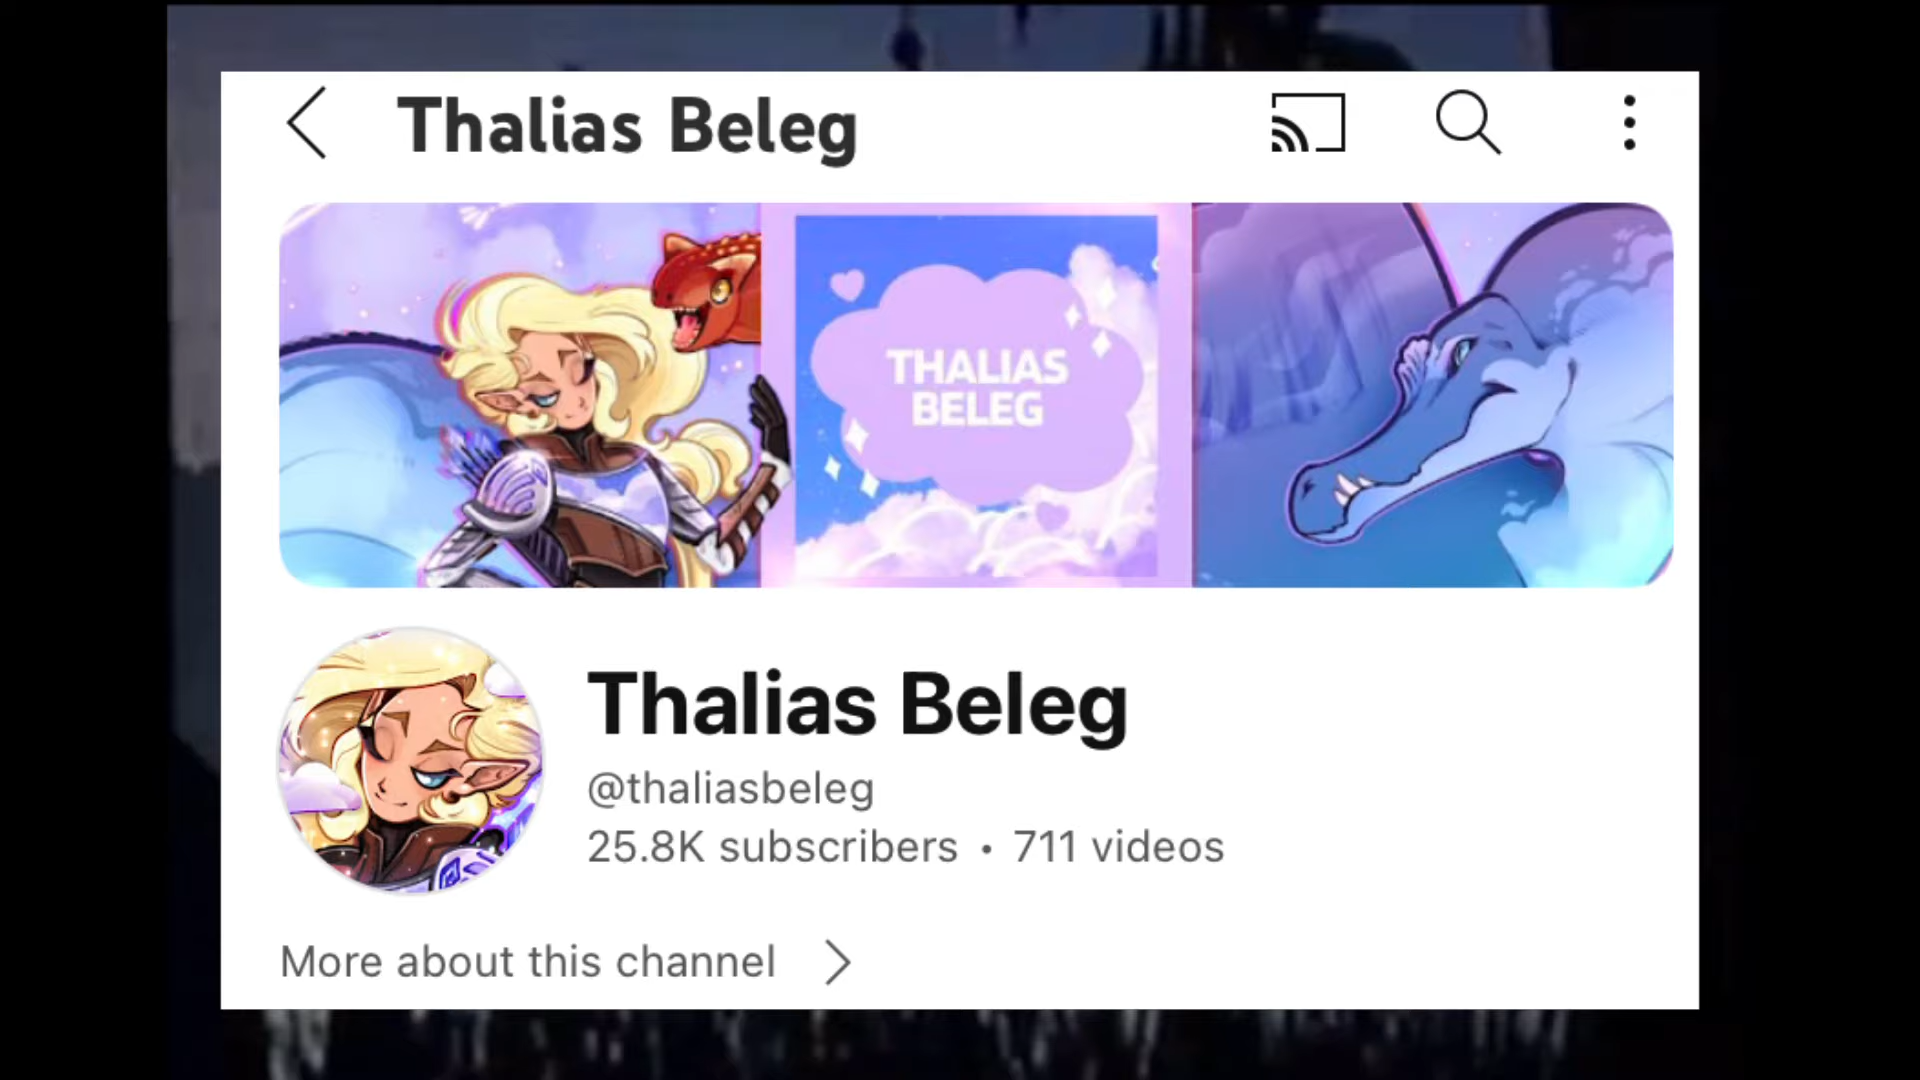 Thalias Beleg
THALIAS
BELEG
Thalias Beleg
@thaliasbeleg
25.8K subscribers • 711 videos
More about this channel